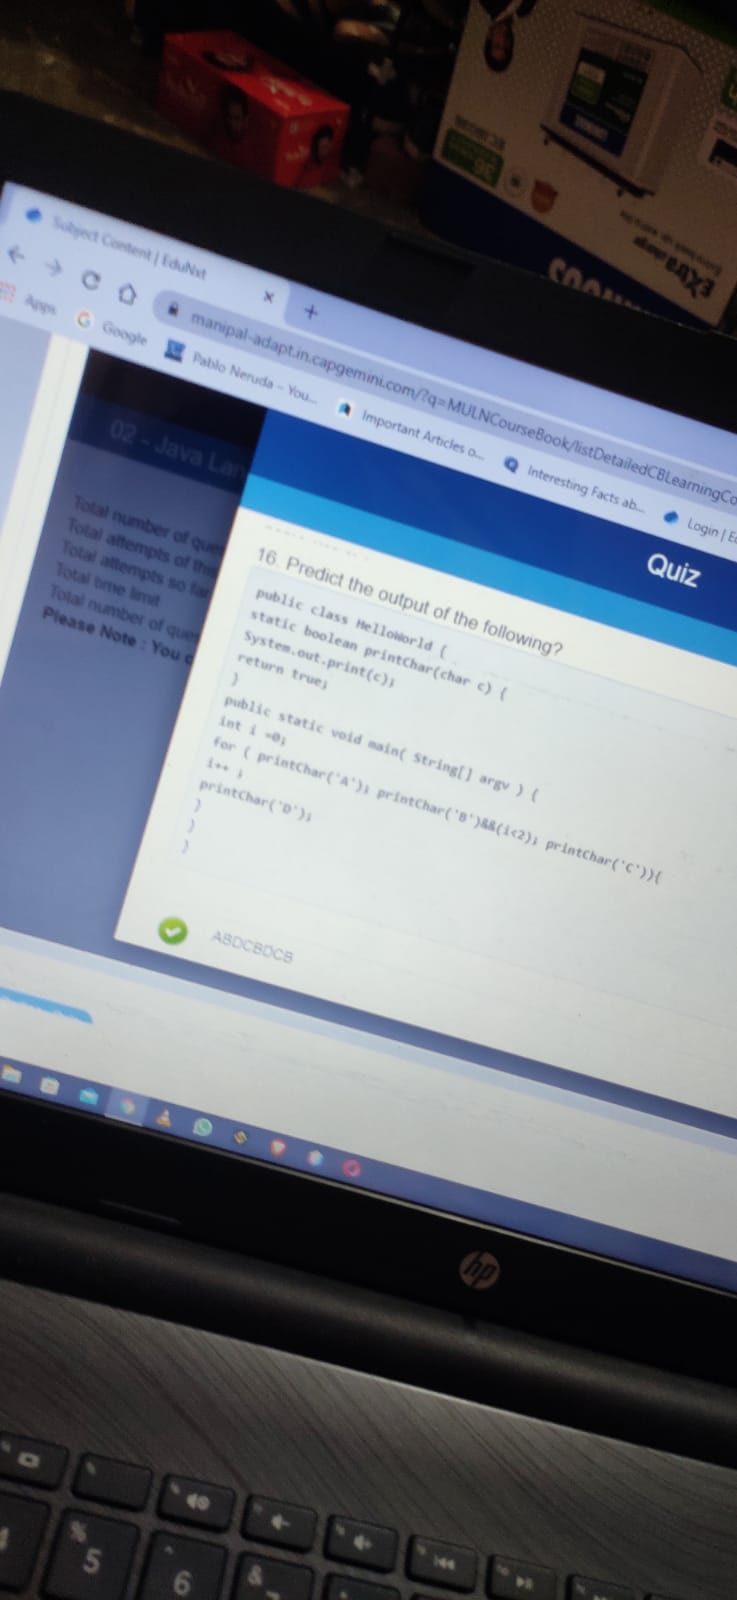 Extra charge
Subject Content | EduNxt
manipal-adapt.in.capgemini.com/?q=MULNCourseBook/listDetailedCBLearningCo
Apps
Google
Pablo Neruda – You...
Important Articles o...
Interesting Facts ab...
Login | E
02 - Java Lan
Total number of que
Total attempts of this
Total attempts so far
Total time limit
Total number of ques
Please Note : You c
Quiz
16. Predict the output of the following?
public class HelloWorld {
static boolean printChar(char c) {
System.out.print(c);
return true;
}
public static void main( String[] argv ) {
int i =0;
for ( printChar('A'); printChar('B')&&(i<2); printChar('C')){
i++ ;
printChar('D');
}
}
}
ABDCBDCB
hp
%
5
^
6
&